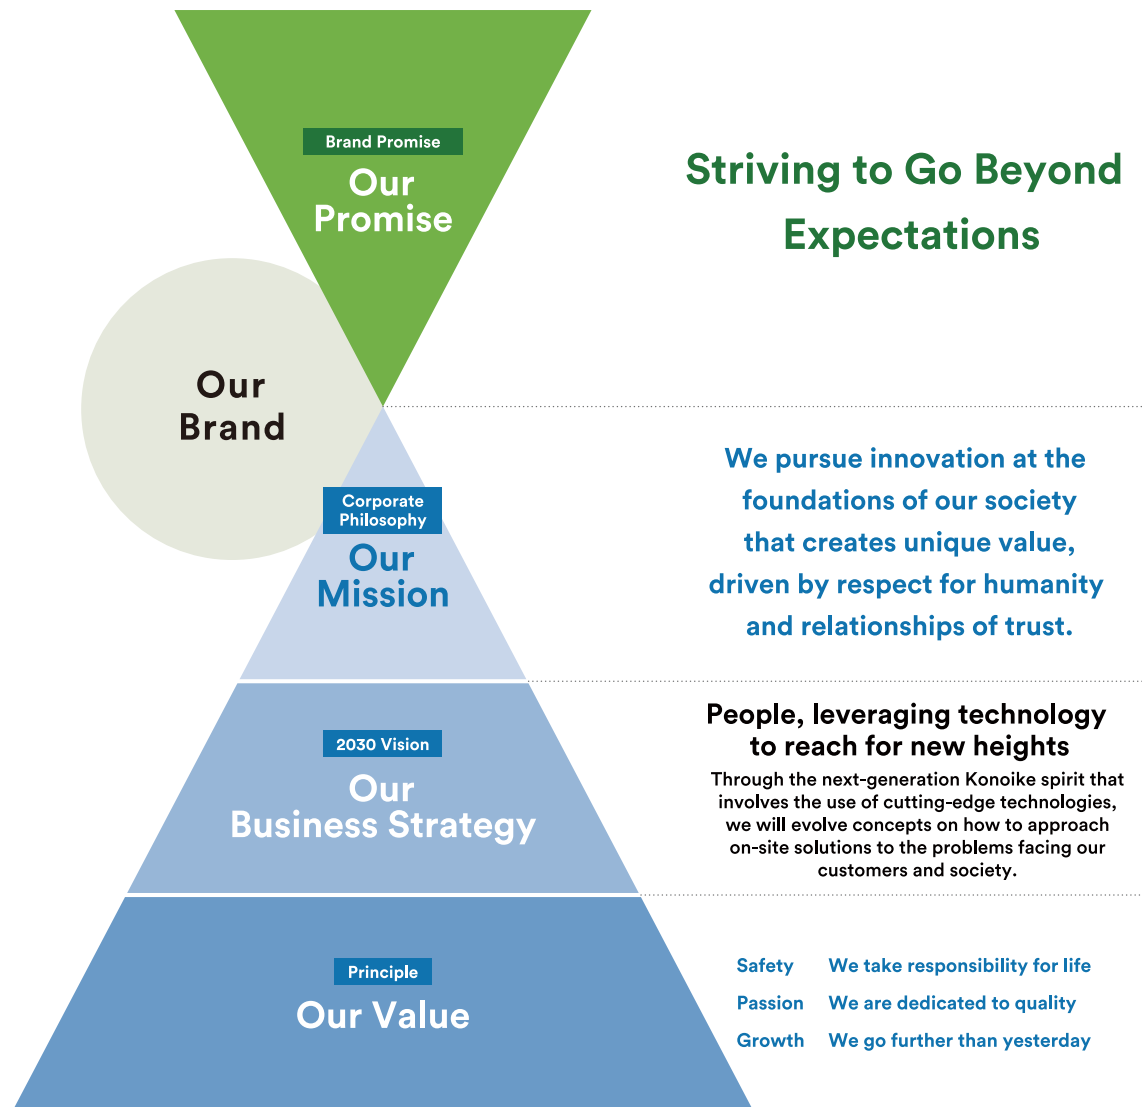 Brand Promise
Our
Promise
Striving to Go Beyond
Expectations
Our
Brand
Corporate
Philosophy
Our
Mission
We pursue innovation at the
foundations of our society
that creates unique value,
driven by respect for humanity
and relationships of trust.
2030 Vision
Our
Business Strategy
People, leveraging technology
to reach for new heights
Through the next-generation Konoike spirit that
involves the use of cutting-edge technologies,
we will evolve concepts on how to approach
on-site solutions to the problems facing our
customers and society.
Principle
Our Value
Safety We take responsibility for life
Passion We are dedicated to quality
Growth We go further than yesterday